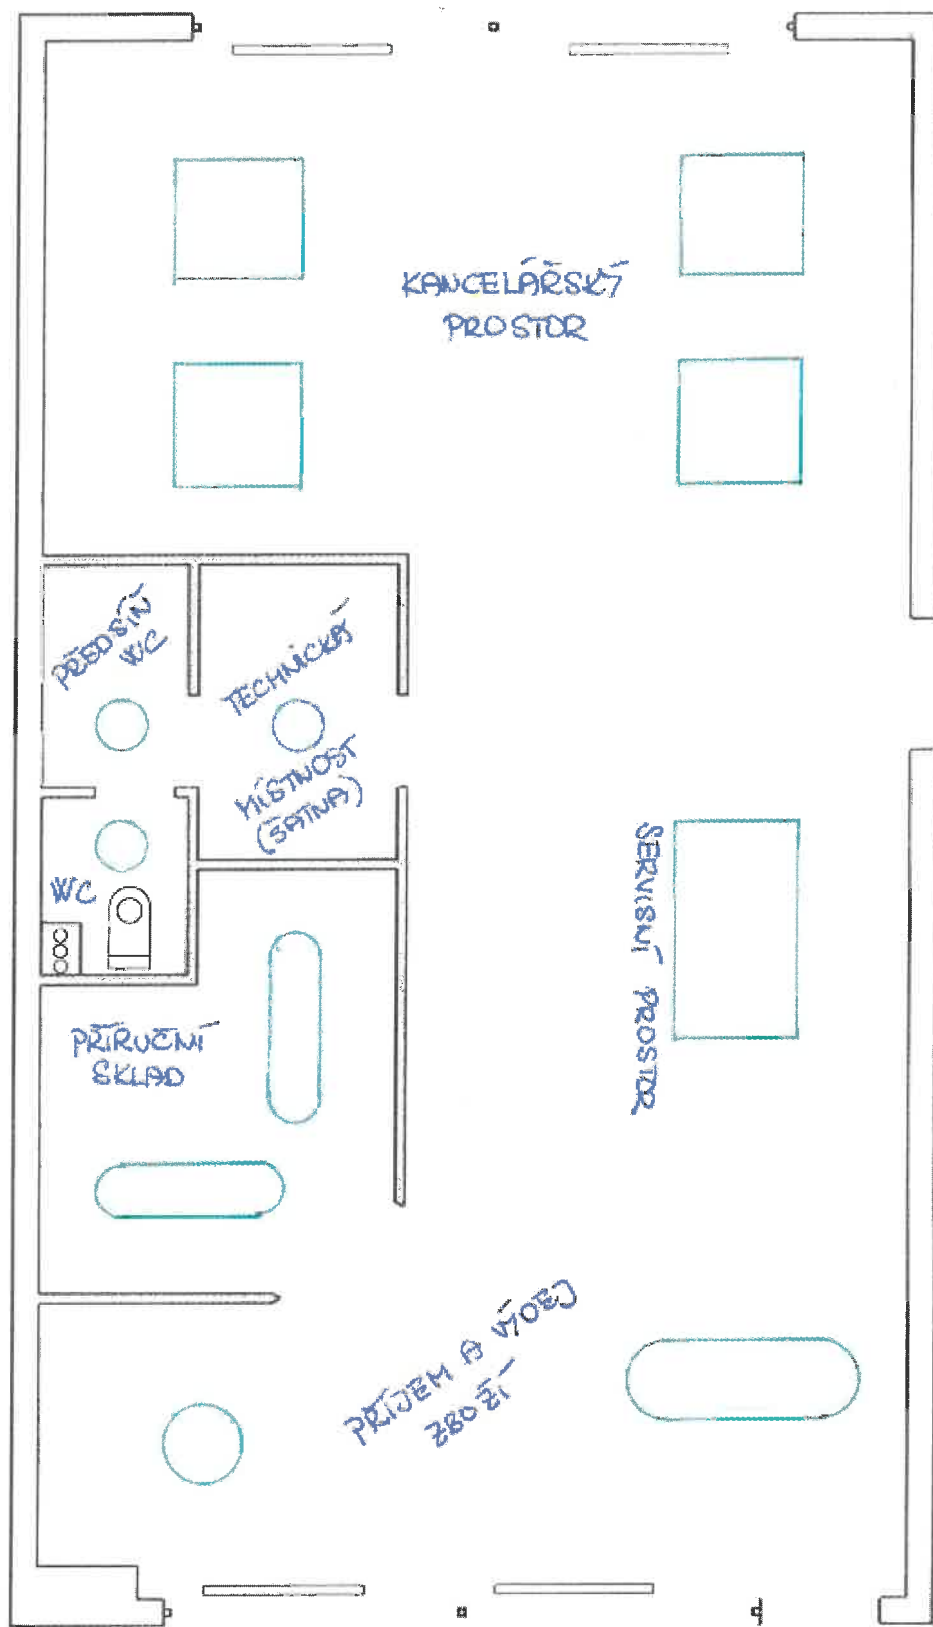 KANCELÁŘSKÝ
PROSTOR
PŘEDSÍŇ
WC
TECHNICKÁ
MÍSTNOST
(ŠATNA)
WC
SERVISNÍ PROSTOR
PŘÍRUČNÍ
SKLAD
PŘÍJEM A VÝDEJ
ZBOŽÍ